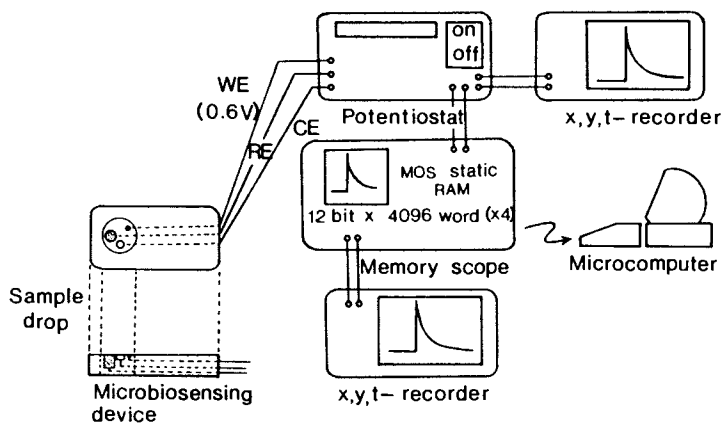 on
off
WE
(0.6V)
RE
CE
Potentiostat
x,y,t- recorder
MOS static
RAM
12 bit x 4096 word (x4)
Memory scope
Microcomputer
Sample
drop
Microbiosensing
device
x,y,t- recorder